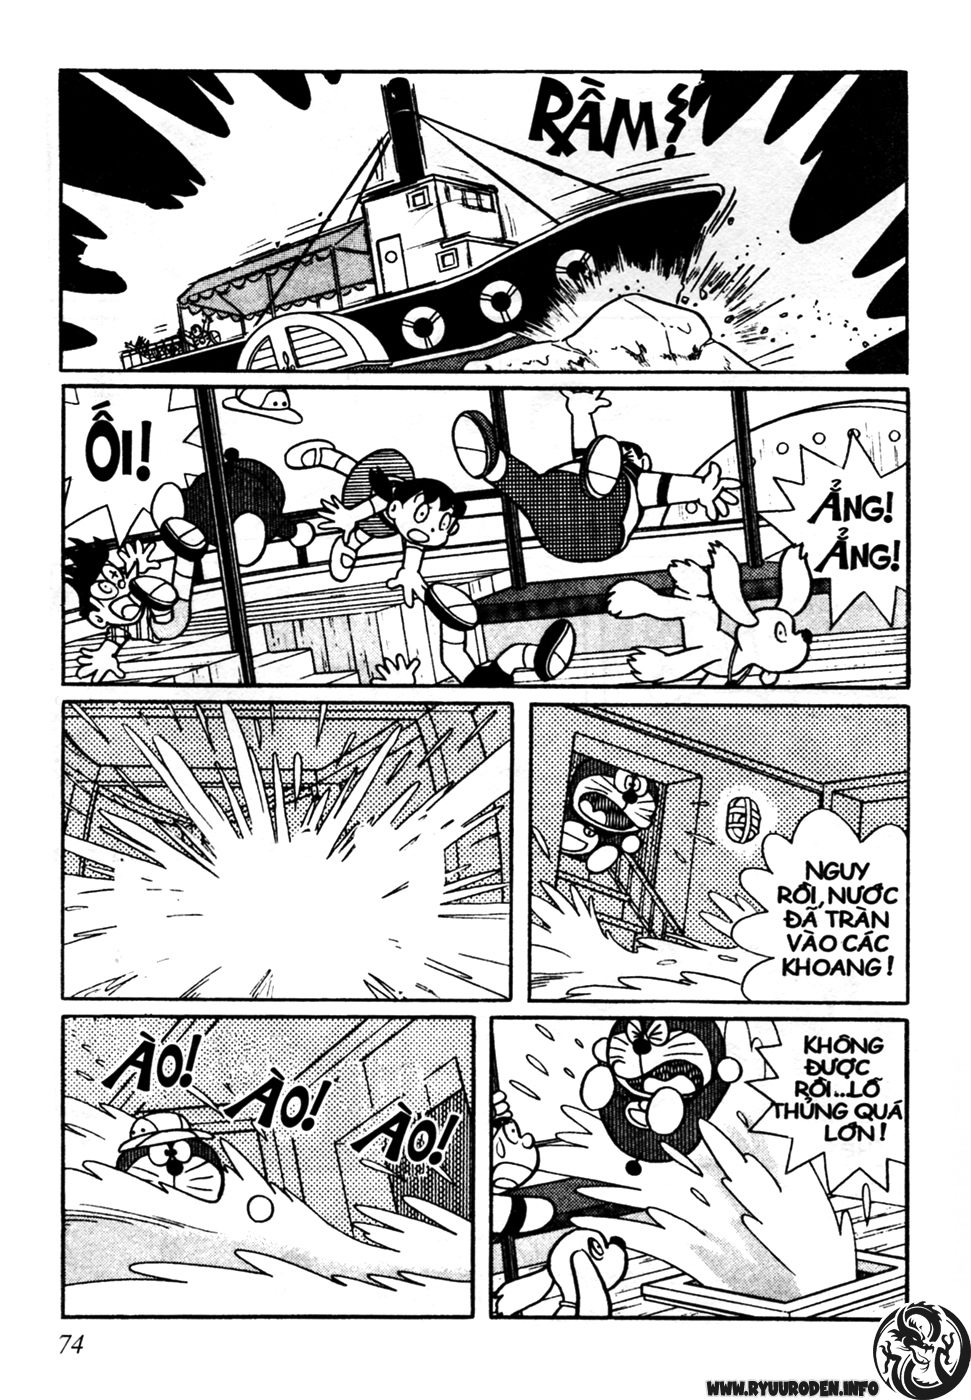 RẦM!
ỐI!
ẲNG!
ẲNG!
NGUY
RỒI, NƯỚC
ĐÃ TRÀN
VÀO CÁC
KHOANG!
ÀO!
ÀO!
ÀO!
KHÔNG
ĐƯỢC
RỒI...LỖ
THỦNG QUÁ
LỚN!
74
WWW.RYUURODEN.INFO